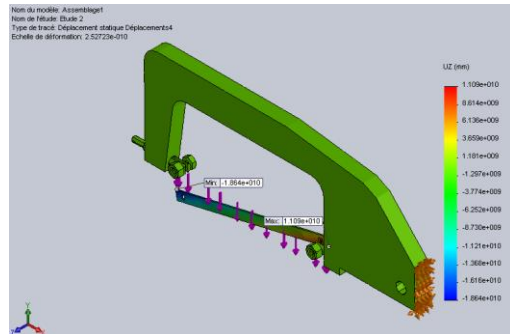 Nom du modèle: Assemblage1
Nom de l'étude: Etude 2
Type de tracé: Déplacement statique Déplacements4
Echelle de déformation: 2.52723e-010
UZ (mm)
1.109e+010
8.614e+009
6.136e+009
3.659e+009
1.181e+009
-1.297e+009
-3.774e+009
-6.252e+009
-8.730e+009
-1.121e+010
-1.368e+010
-1.616e+010
-1.864e+010
Min: -1.864e+010
Max: 1.109e+010